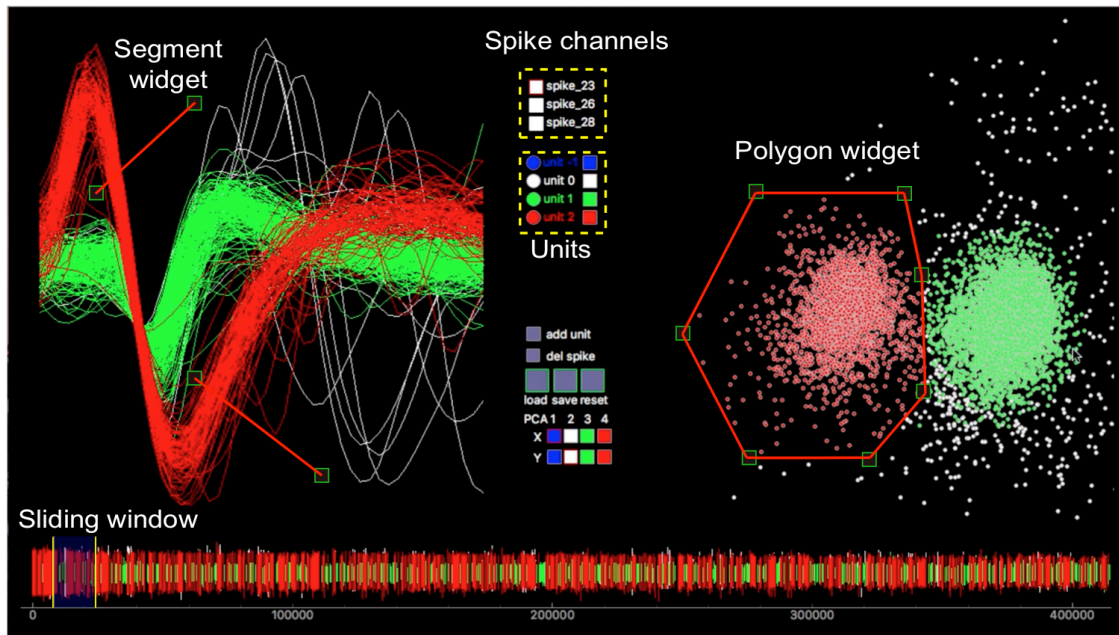 Segment
widget
Spike channels
spike_23
spike_26
spike_28
unit -1
unit 0
unit 1
unit 2
Units
Polygon widget
add unit
del spike
load save reset
PCA 1 2 3 4
X
Y
Sliding window
0 100000 200000 300000 400000